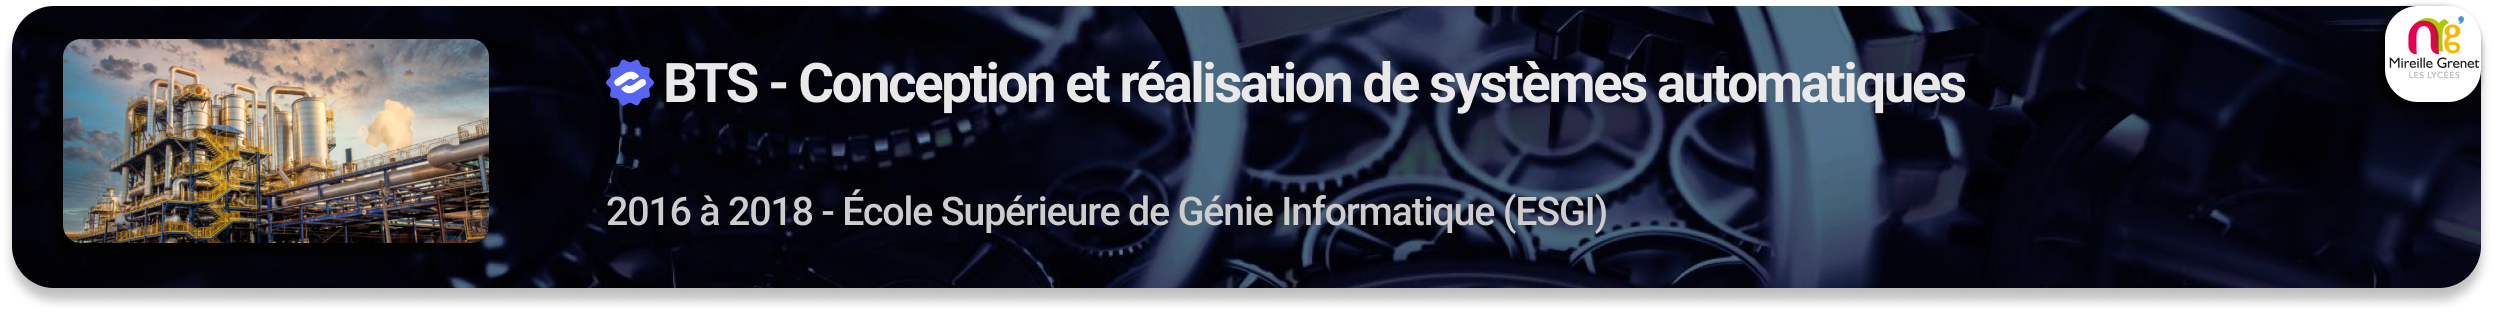 BTS - Conception et réalisation de systèmes automatiques
2016 à 2018 - École Supérieure de Génie Informatique (ESGI)
Mireille Grenet
LES LYCÉES